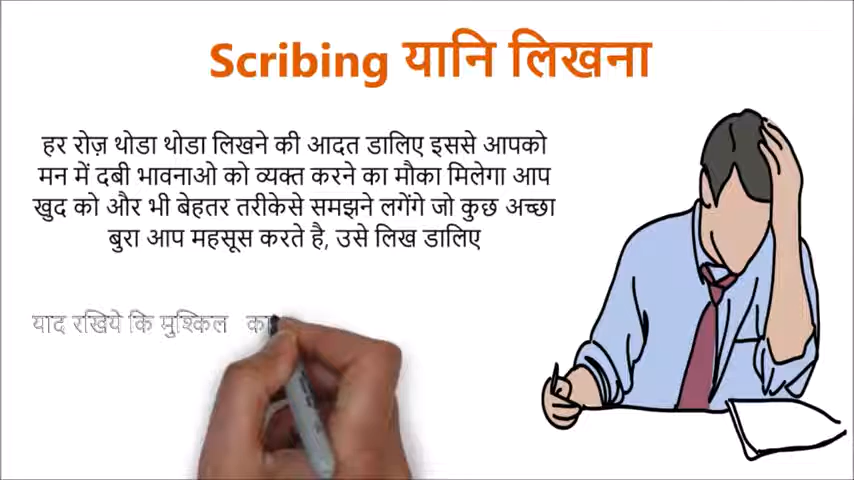 Scribing यानि लिखना
हर रोज़ थोडा थोडा लिखने की आदत डालिए इससे आपको
मन में दबी भावनाओ को व्यक्त करने का मौका मिलेगा आप
खुद को और भी बेहतर तरीकेसे समझने लगेंगे जो कुछ अच्छा
बुरा आप महसूस करते है, उसे लिख डालिए
याद रखिये कि मुश्किल का